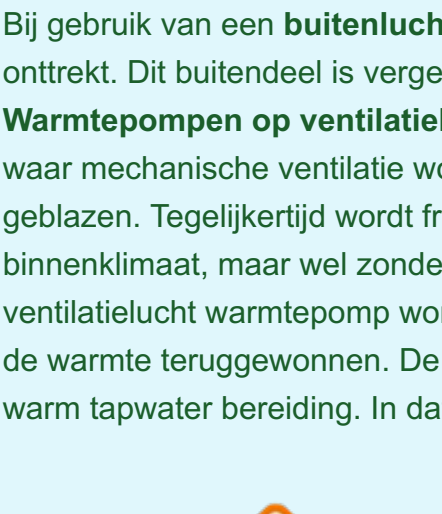 Bij gebruik van een buitenluch
onttrekt. Dit buitendeel is verge
Warmtepompen op ventilatie
waar mechanische ventilatie wo
geblazen. Tegelijkertijd wordt fr
binnenklimaat, maar wel zonde
ventilatielucht warmtepomp wor
de warmte teruggewonnen. De
warm tapwater bereiding. In da